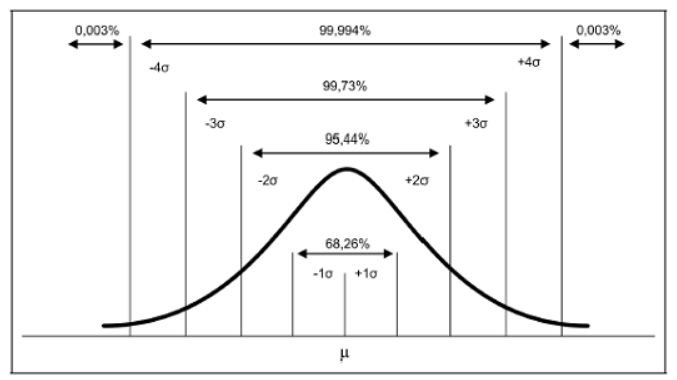 0,003% 99,994% 0,003%
-4σ +4σ
99,73%
-3σ +3σ
95,44%
-2σ +2σ
68,26%
-1σ +1σ
μ